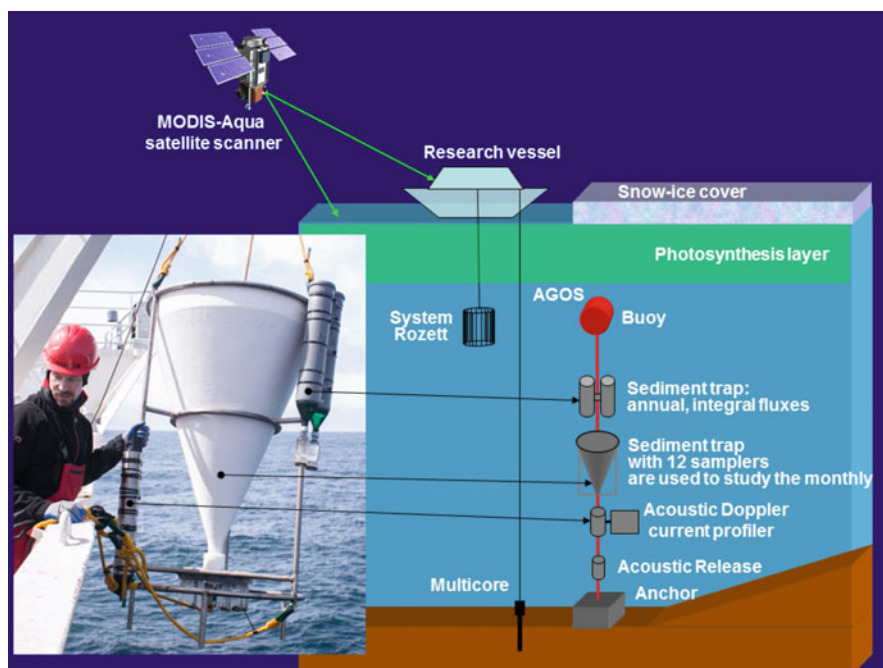 MODIS-Aqua
satellite scanner
Research vessel
Snow-ice cover
Photosynthesis layer
AGOS
Buoy
System
Rozett
Sediment trap:
annual, integral fluxes
Sediment trap
with 12 samplers
are used to study the monthly
Acoustic Doppler
current profiler
Acoustic Release
Multicore
Anchor